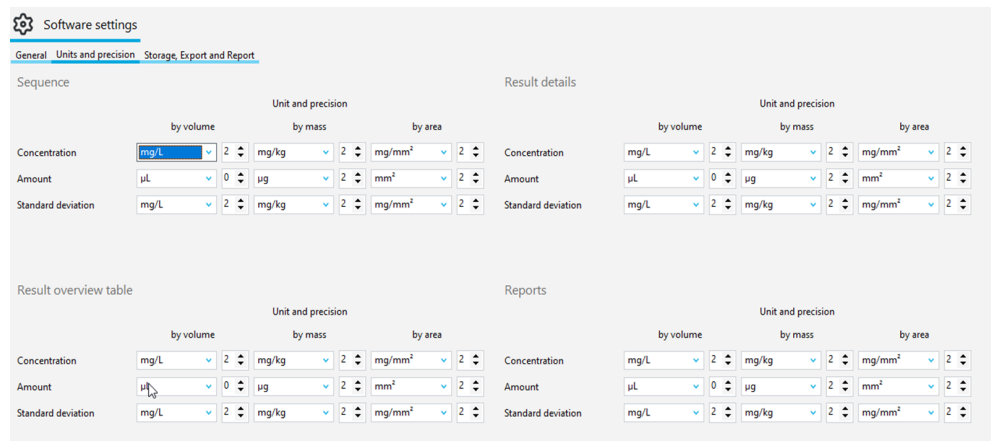 Software settings
General Units and precision Storage, Export and Report
Sequence
Unit and precision
by volume by mass by area
Concentration mg/L 2 mg/kg 2 mg/mm² 2
Amount µL 0 µg 2 mm² 2
Standard deviation mg/L 2 mg/kg 2 mg/mm² 2
Result details
Unit and precision
by volume by mass by area
Concentration mg/L 2 mg/kg 2 mg/mm² 2
Amount µL 0 µg 2 mm² 2
Standard deviation mg/L 2 mg/kg 2 mg/mm² 2
Result overview table
Unit and precision
by volume by mass by area
Concentration mg/L 2 mg/kg 2 mg/mm² 2
Amount µL 0 µg 2 mm² 2
Standard deviation mg/L 2 mg/kg 2 mg/mm² 2
Reports
Unit and precision
by volume by mass by area
Concentration mg/L 2 mg/kg 2 mg/mm² 2
Amount µL 0 µg 2 mm² 2
Standard deviation mg/L 2 mg/kg 2 mg/mm² 2